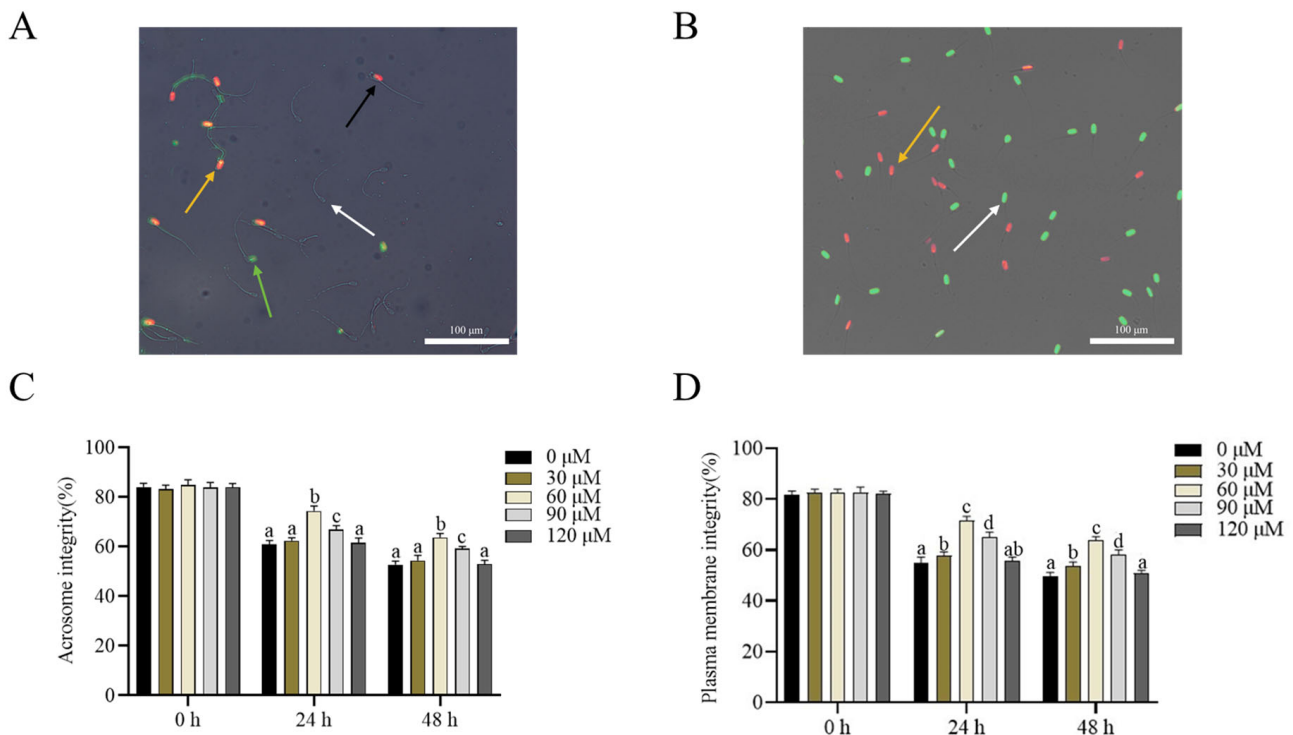 A
B
100 μm
100 μm
C
D
Acrosome integrity(%)
100
80
60
40
20
0
a a b c a
a a b c a
0 h 24 h 48 h
0 μM
30 μM
60 μM
90 μM
120 μM
Plasma membrane integrity(%)
100
80
60
40
20
0
a b c d ab
a b c d a
0 h 24 h 48 h
0 μM
30 μM
60 μM
90 μM
120 μM